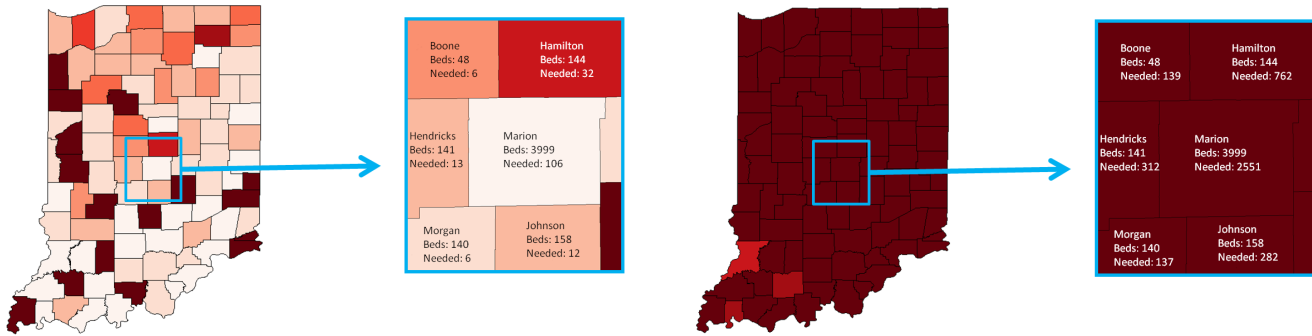 Boone
Beds: 48
Needed: 6
Hamilton
Beds: 144
Needed: 32
Hendricks
Beds: 141
Needed: 13
Marion
Beds: 3999
Needed: 106
Morgan
Beds: 140
Needed: 6
Johnson
Beds: 158
Needed: 12
Boone
Beds: 48
Needed: 139
Hamilton
Beds: 144
Needed: 762
Hendricks
Beds: 141
Needed: 312
Marion
Beds: 3999
Needed: 2551
Morgan
Beds: 140
Needed: 137
Johnson
Beds: 158
Needed: 282